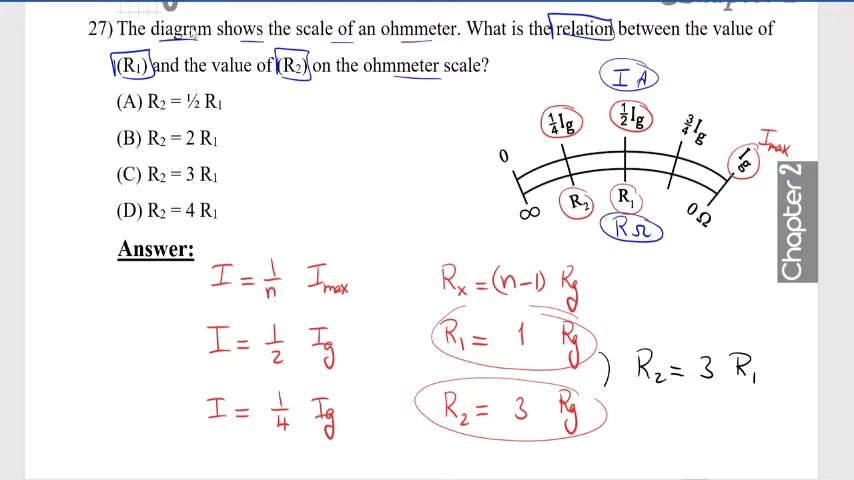 27) The diagram shows the scale of an ohmmeter. What is the relation between the value of
(R₁) and the value of (R₂) on the ohmmeter scale?
I A
(A) R₂ = ½ R₁
(B) R₂ = 2 R₁
(C) R₂ = 3 R₁
(D) R₂ = 4 R₁
0 ¼Ig ½Ig ¾Ig Ig Imax
∞ R₂ R₁ 0 Ω
R Ω
Chapter 2
Answer:
I = 1/n Imax Rx = (n-1) Rg
I = 1/2 Ig R₁ = 1 Rg
R₂ = 3 R₁
I = 1/4 Ig R₂ = 3 Rg